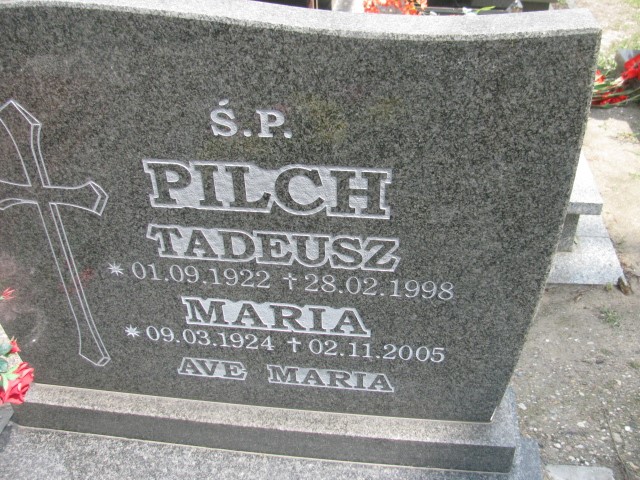 Ś.P.
PILCH
TADEUSZ
* 01.09.1922 † 28.02.1998
MARIA
* 09.03.1924 † 02.11.2005
AVE MARIA